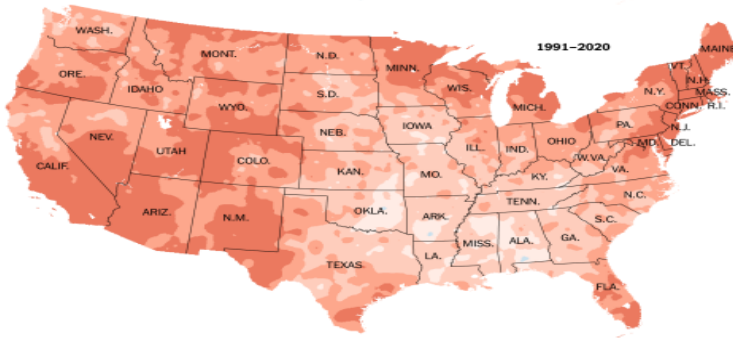 1991–2020
WASH.
MONT.
N.D.
MINN.
MAINE
VT.
N.H.
ORE.
IDAHO
WYO.
S.D.
WIS.
MICH.
N.Y.
MASS.
CONN.
R.I.
NEV.
UTAH
COLO.
NEB.
IOWA
ILL.
IND.
OHIO
PA.
N.J.
MD.
DEL.
CALIF.
KAN.
MO.
KY.
W.VA.
VA.
ARIZ.
N.M.
OKLA.
ARK.
TENN.
N.C.
S.C.
TEXAS
LA.
MISS.
ALA.
GA.
FLA.